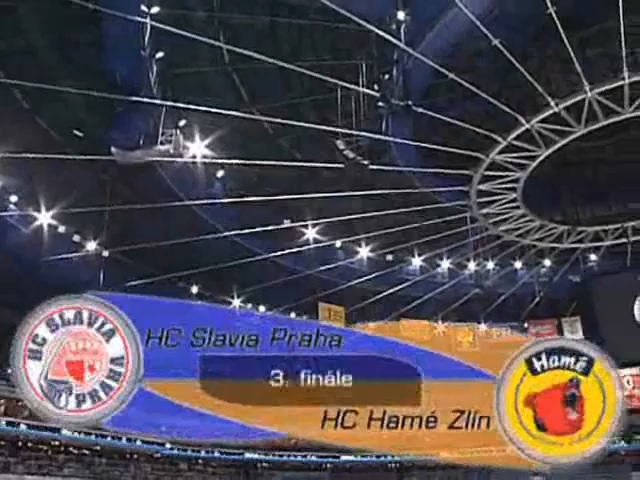 HC Slavia Praha
3. finále
HC Hamé Zlín
HC SLAVIA PRAHA
Hamé